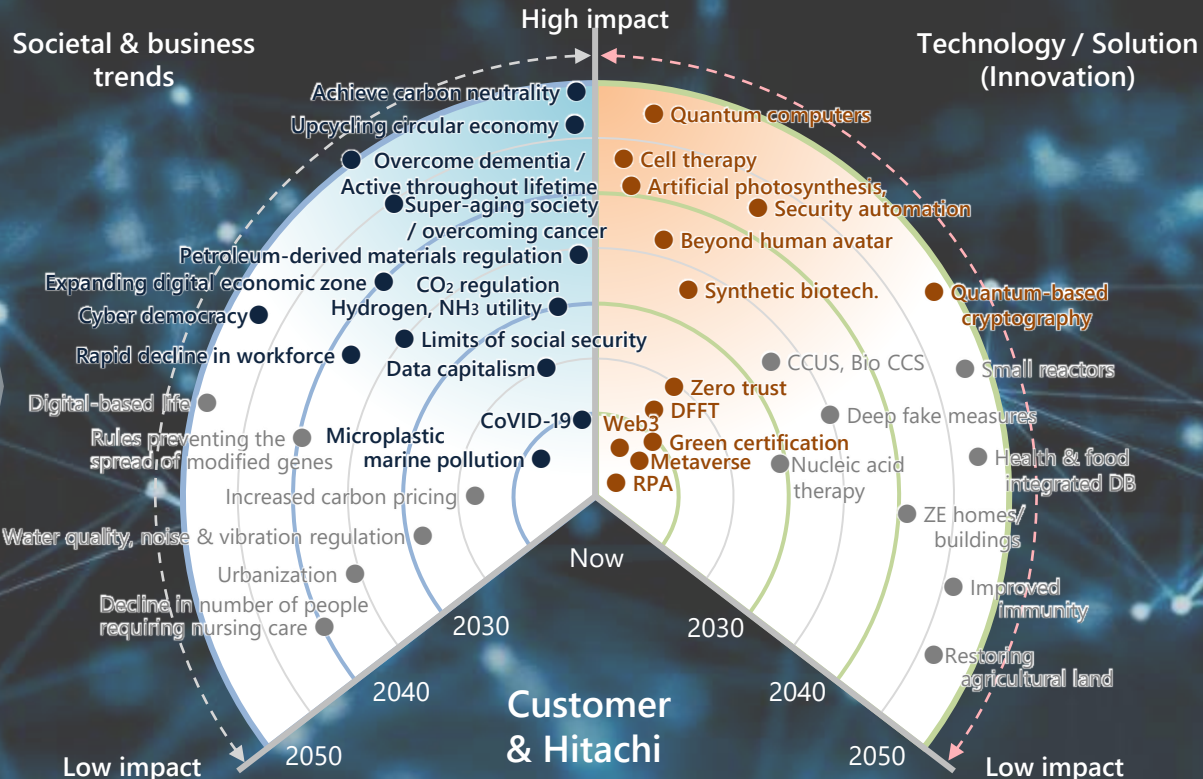 High impact
Societal & business
trends
Technology / Solution
(Innovation)
Achieve carbon neutrality
Upcycling circular economy
Overcome dementia /
Active throughout lifetime
Super-aging society
/ overcoming cancer
Petroleum-derived materials regulation
Expanding digital economic zone
CO₂ regulation
Hydrogen, NH3 utility
Cyber democracy
Limits of social security
Rapid decline in workforce
Data capitalism
Digital-based life
CoVID-19
Rules preventing the
spread of modified genes
Microplastic
marine pollution
Increased carbon pricing
Water quality, noise & vibration regulation
Urbanization
Decline in number of people
requiring nursing care
Quantum computers
Cell therapy
Artificial photosynthesis,
Security automation
Beyond human avatar
Synthetic biotech.
Quantum-based
cryptography
CCUS, Bio CCS
Small reactors
Zero trust
DFFT
Deep fake measures
Web3
Green certification
Metaverse
RPA
Nucleic acid
therapy
Health & food
integrated DB
ZE homes/
buildings
Improved
immunity
Restoring
agricultural land
Now
2030
2030
2040
2040
2050
2050
Customer
& Hitachi
Low impact
Low impact